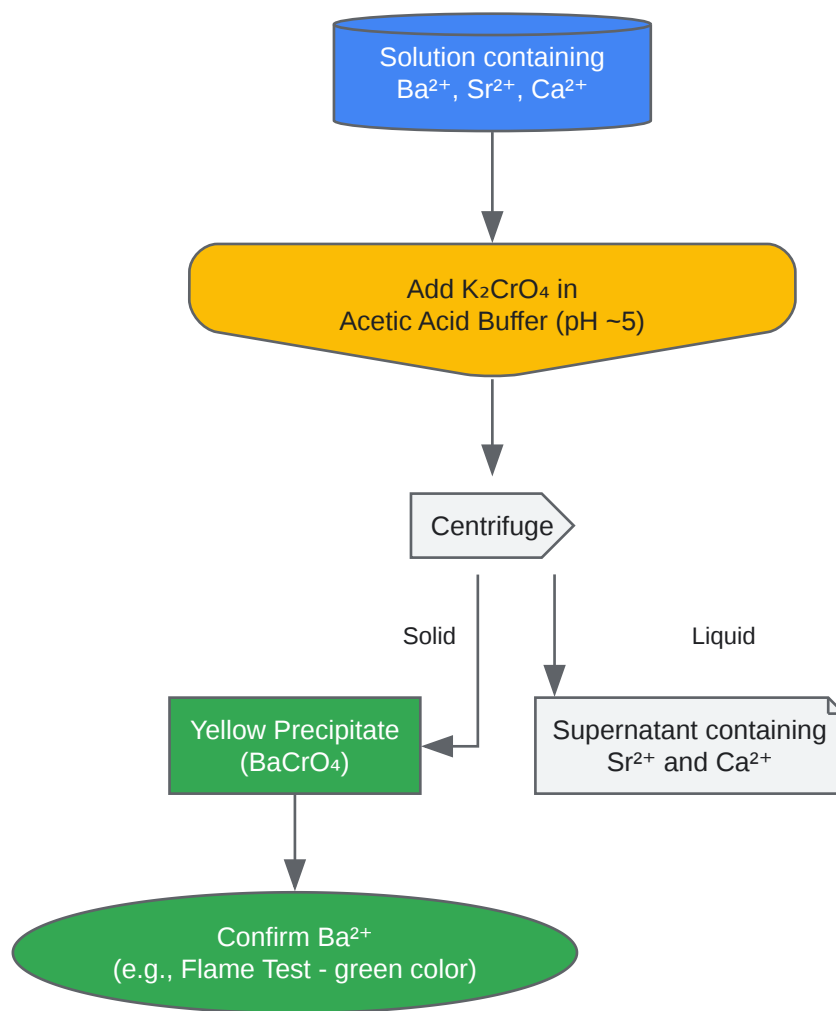 Solution containing
Ba²⁺, Sr²⁺, Ca²⁺
Add K₂CrO₄ in
Acetic Acid Buffer (pH ~5)
Centrifuge
Solid
Liquid
Yellow Precipitate
(BaCrO₄)
Supernatant containing
Sr²⁺ and Ca²⁺
Confirm Ba²⁺
(e.g., Flame Test - green color)